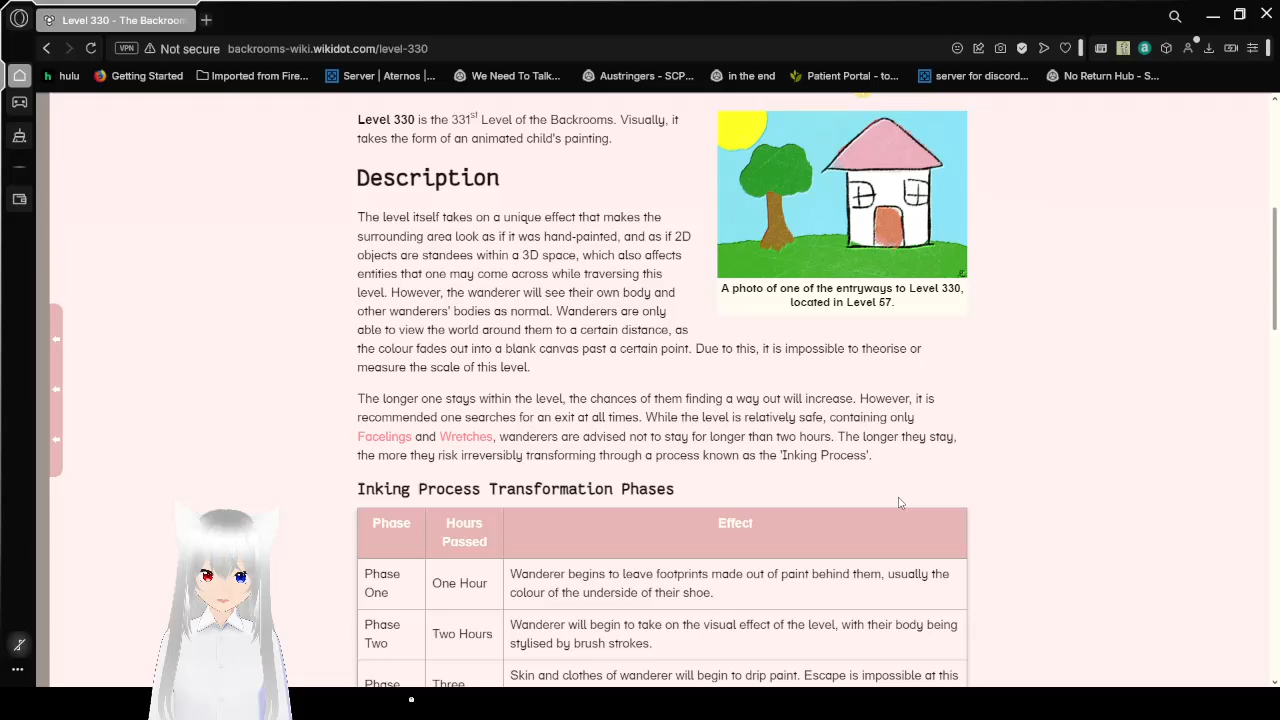 Level 330 - The Backroom
VPN
Not secure
backrooms-wiki.wikidot.com/level-330
hulu
Getting Started
Imported from Fire...
Server | Aternos |...
We Need To Talk...
Austringers - SCP...
in the end
Patient Portal - to...
server for discord...
No Return Hub - S...
Level 330 is the 331st Level of the Backrooms. Visually, it
takes the form of an animated child's painting.
Description
The level itself takes on a unique effect that makes the
surrounding area look as if it was hand-painted, and as if 2D
objects are standees within a 3D space, which also affects
entities that one may come across while traversing this
level. However, the wanderer will see their own body and
other wanderers' bodies as normal. Wanderers are only
able to view the world around them to a certain distance, as
the colour fades out into a blank canvas past a certain point. Due to this, it is impossible to theorise or
measure the scale of this level.
A photo of one of the entryways to Level 330,
located in Level 57.
The longer one stays within the level, the chances of them finding a way out will increase. However, it is
recommended one searches for an exit at all times. While the level is relatively safe, containing only
Facelings and Wretches, wanderers are advised not to stay for longer than two hours. The longer they stay,
the more they risk irreversibly transforming through a process known as the 'Inking Process'.
Inking Process Transformation Phases
Phase
Hours
Passed
Effect
Phase
One
One Hour
Wanderer begins to leave footprints made out of paint behind them, usually the
colour of the underside of their shoe.
Phase
Two
Two Hours
Wanderer will begin to take on the visual effect of the level, with their body being
stylised by brush strokes.
Phase
Three
Skin and clothes of wanderer will begin to drip paint. Escape is impossible at this